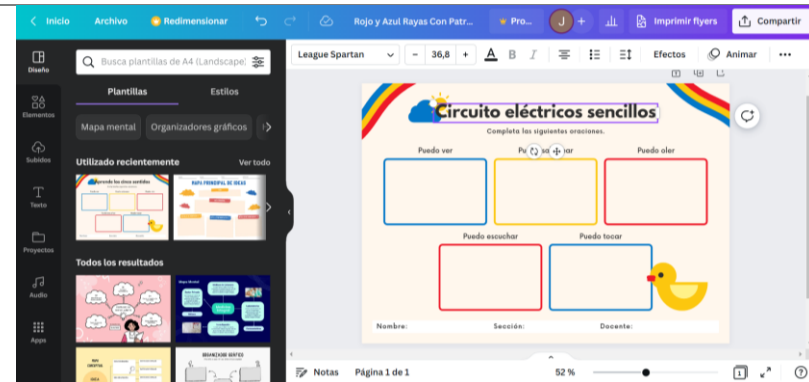 Inicio Archivo Redimensionar Rojo y Azul Rayas Con Patr... Pro... J + Imprimir flyers Compartir
Diseño
Elementos
Subidos
Texto
Proyectos
Audio
Apps
Busca plantillas de A4 (Landscape)
Plantillas Estilos
Mapa mental Organizadores gráficos
Utilizado recientemente Ver todo
MAPA PRINCIPAL DE IDEAS
Todos los resultados
League Spartan - 36,8 + A B I Efectos Animar ...
Circuito eléctricos sencillos
Completa las siguientes oraciones.
Puedo ver Puedo oler
Puedo escuchar Puedo tocar
Nombre: Sección: Docente:
Notas Página 1 de 1 52 % 1